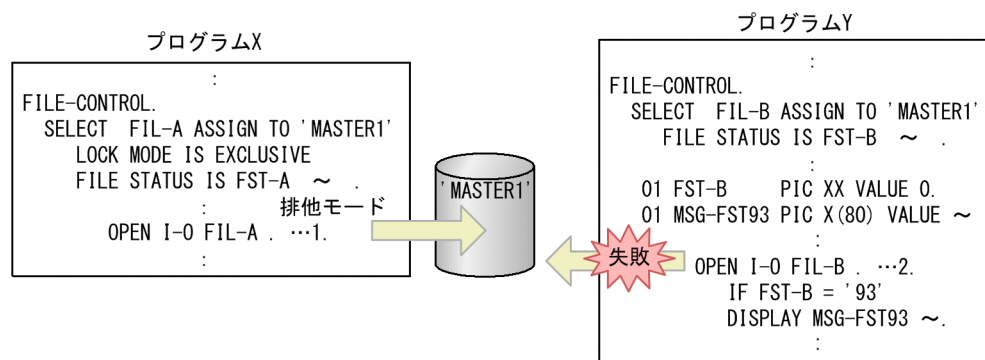 プログラムX
:
FILE-CONTROL.
SELECT FIL-A ASSIGN TO 'MASTER1'
LOCK MODE IS EXCLUSIVE
FILE STATUS IS FST-A ～ .
:
排他モード
OPEN I-O FIL-A . …1.
:
'MASTER1'
失敗
プログラムY
:
FILE-CONTROL.
SELECT FIL-B ASSIGN TO 'MASTER1'
FILE STATUS IS FST-B ～ .
:
01 FST-B PIC XX VALUE 0.
01 MSG-FST93 PIC X(80) VALUE ～
:
OPEN I-O FIL-B . …2.
IF FST-B = '93'
DISPLAY MSG-FST93 ～.
: